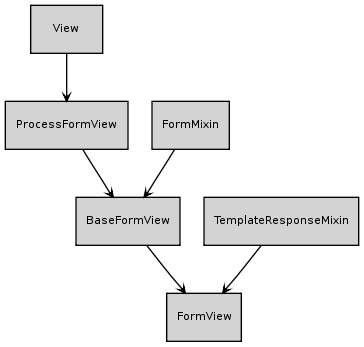 View
ProcessFormView
FormMixin
BaseFormView
TemplateResponseMixin
FormView